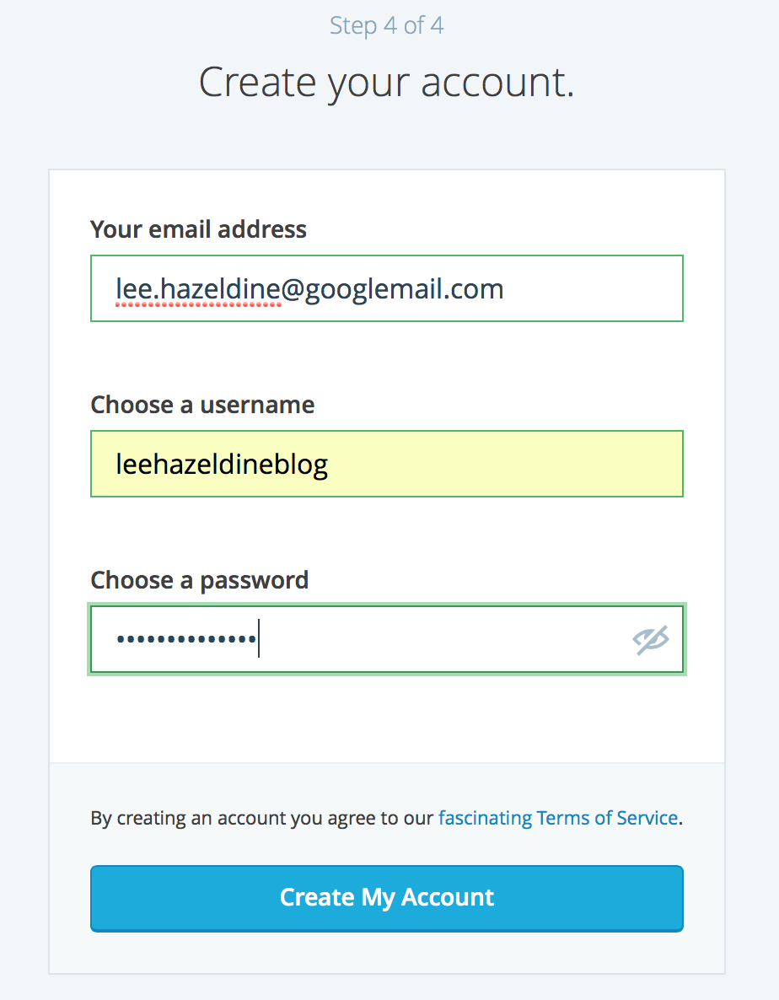 Step 4 of 4
Create your account.
Your email address
lee.hazeldine@googlemail.com
Choose a username
leehazeldineblog
Choose a password
••••••••••••••
By creating an account you agree to our fascinating Terms of Service.
Create My Account